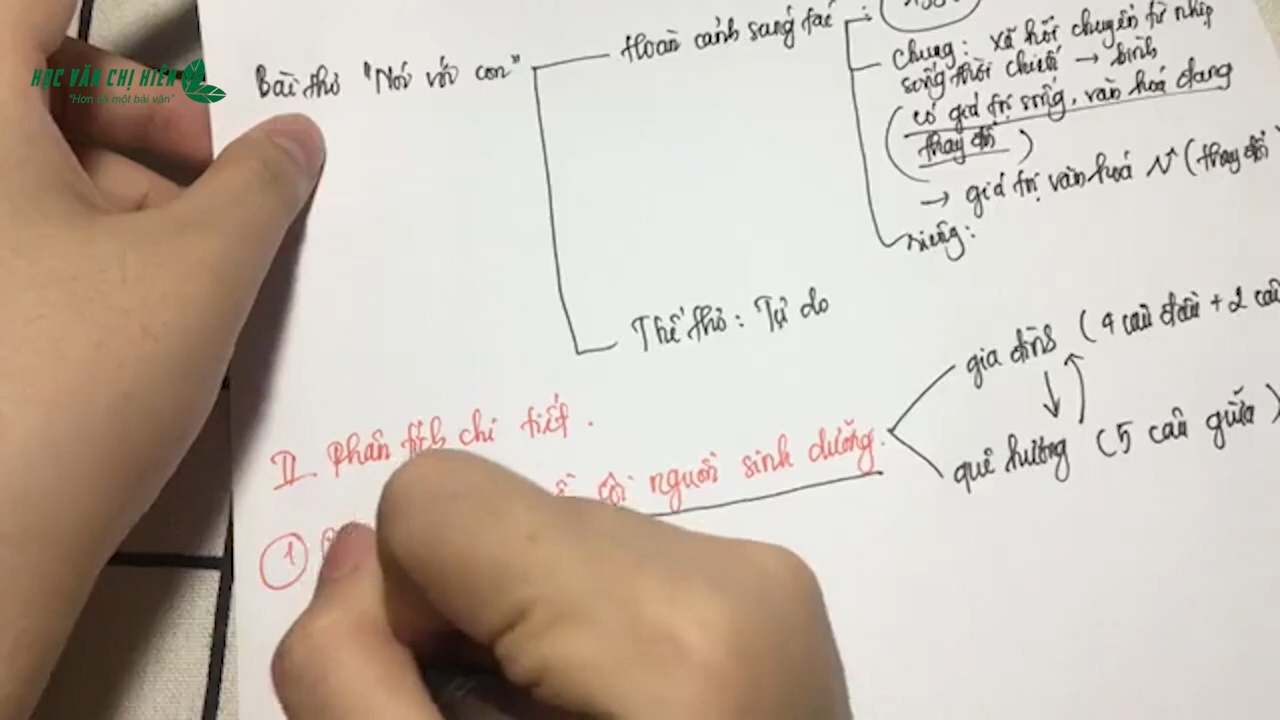 HỌC VĂN CHỊ HIÊN
"Hơn cả một bài văn"
Bài thơ "Nói với con"
Hoàn cảnh sáng tác :
chung : xã hội chuyển từ nhịp
sống thời chiến → bình
(có giá trị sống, văn hoá đang
thay đổi)
→ giá trị văn hoá N↑ (thay đổi
riêng :
Thể thơ : Tự do
gia đình (4 câu đầu + 2 câu
quê hương (5 câu giữa)
II Phân tích chi tiết .
cội nguồn sinh dưỡng.
1